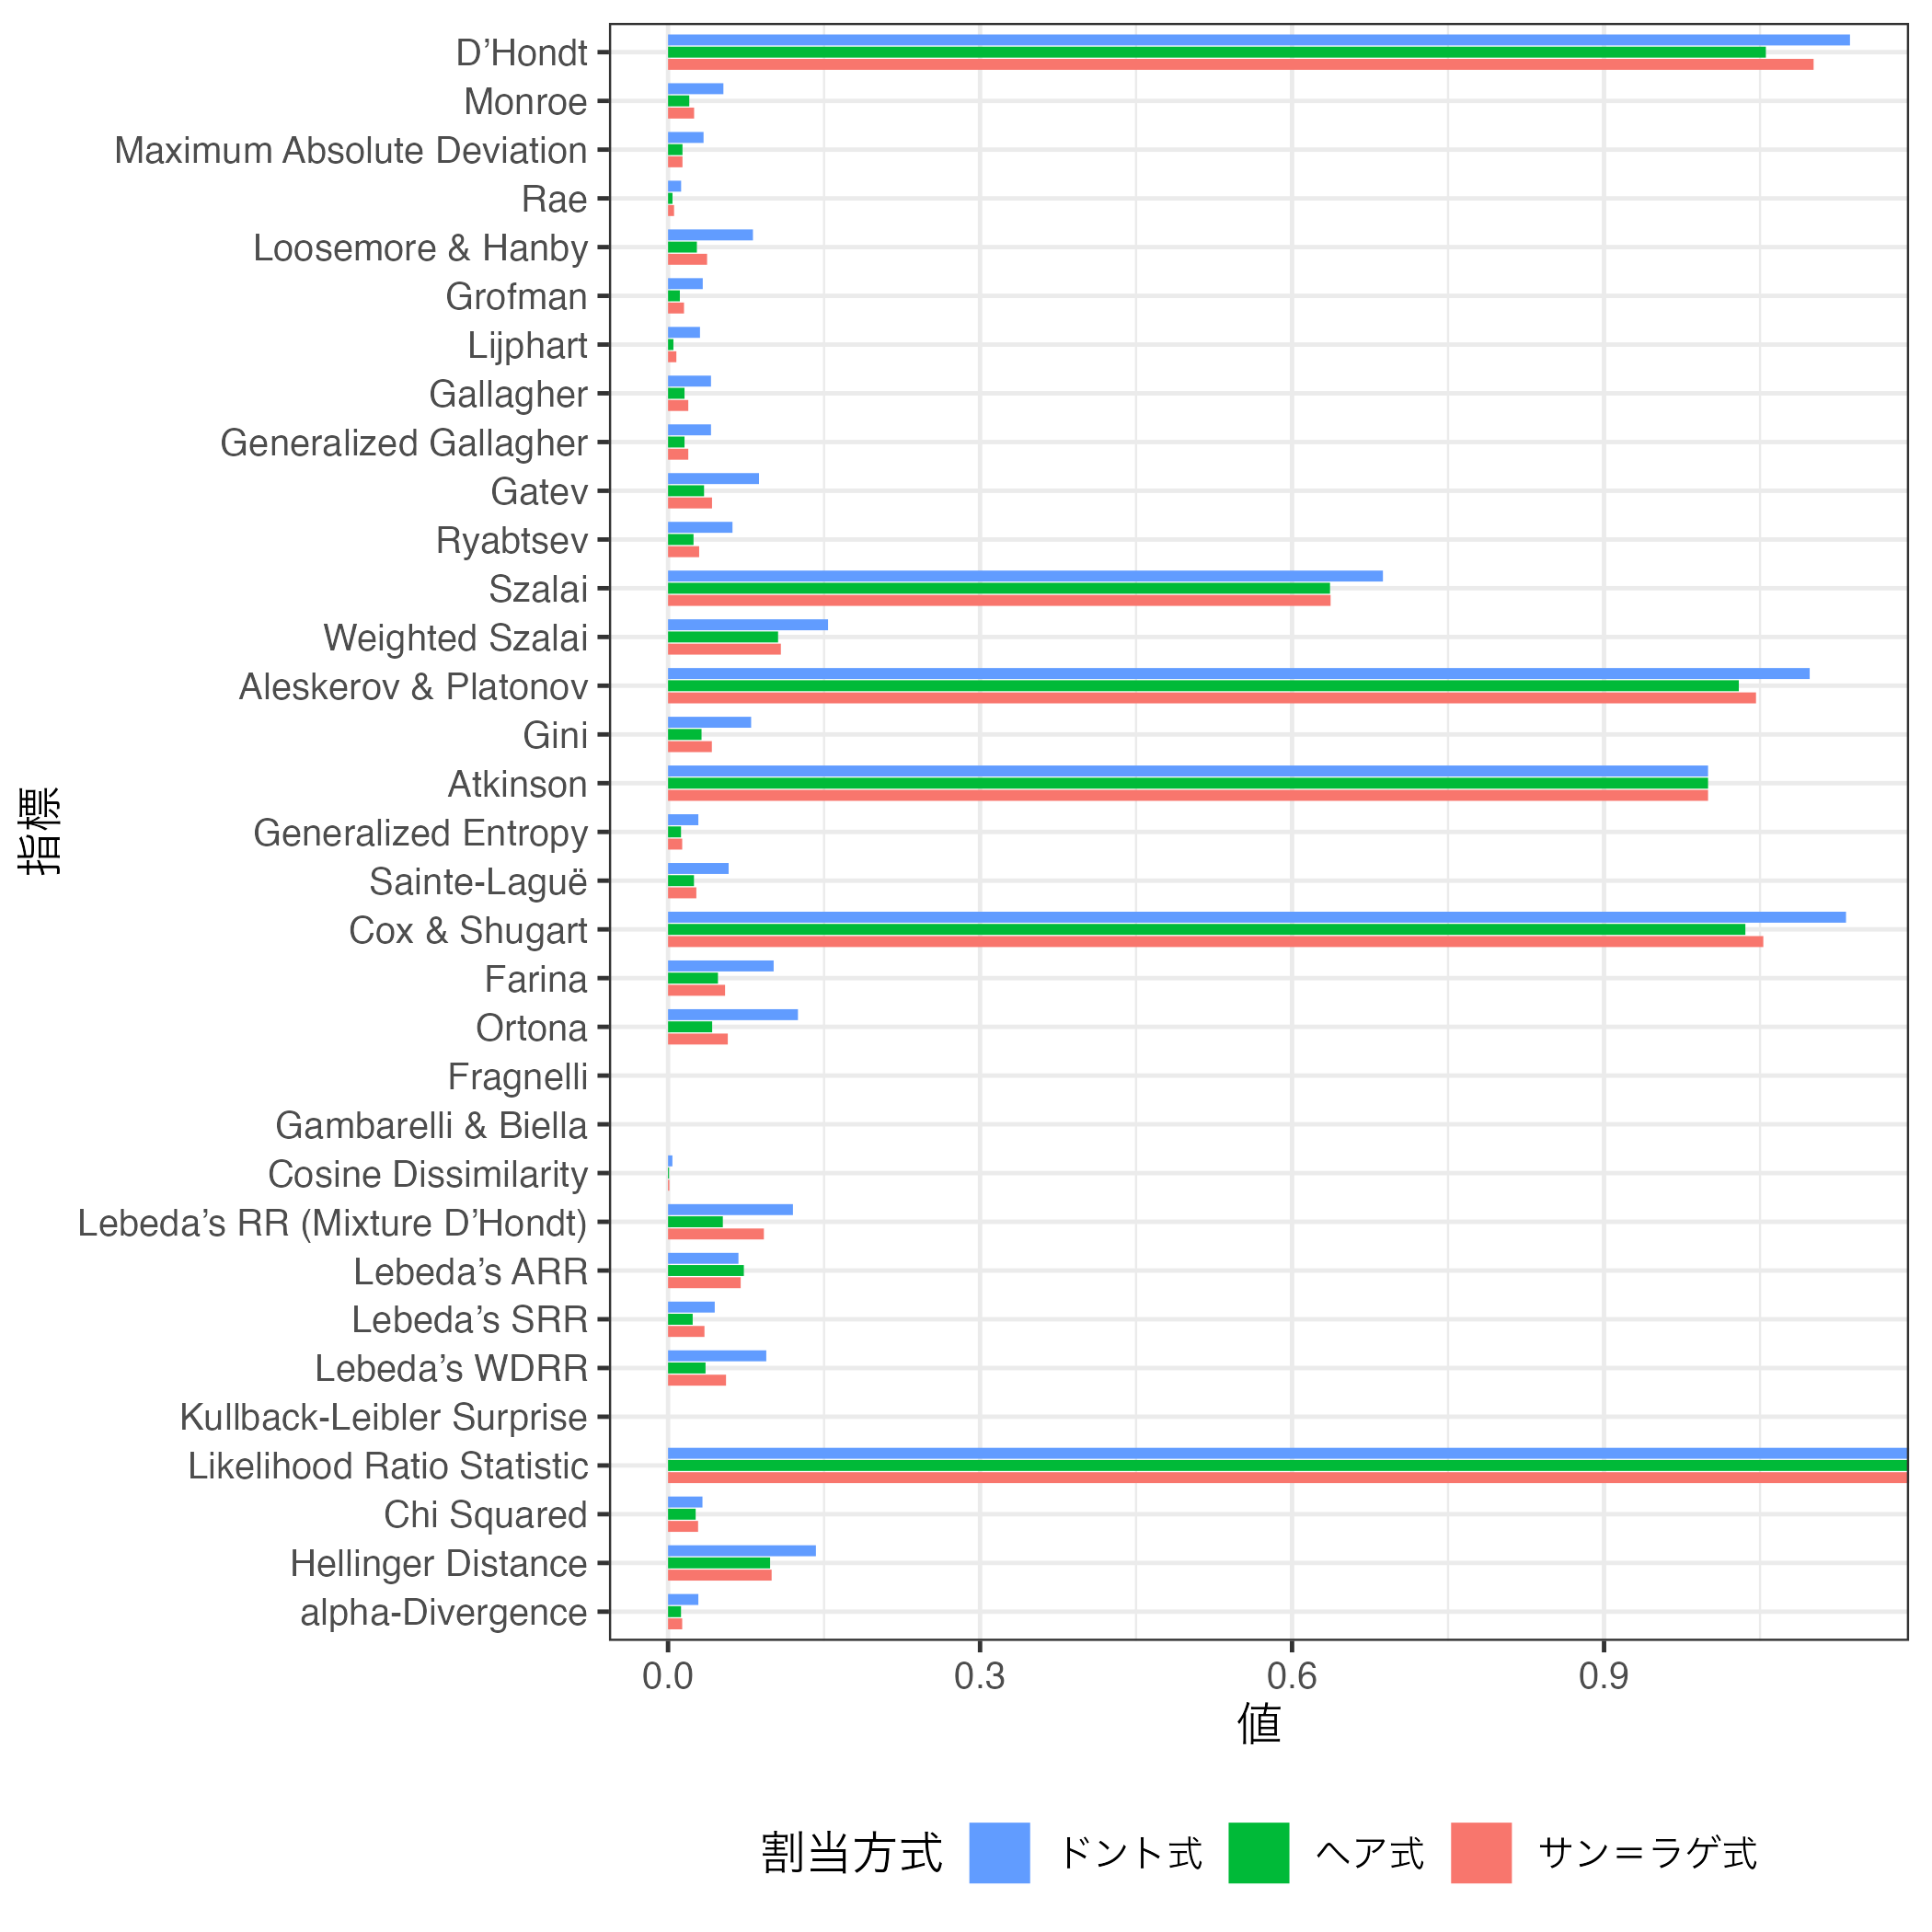 D’Hondt
Monroe
Maximum Absolute Deviation
Rae
Loosemore & Hanby
Grofman
Lijphart
Gallagher
Generalized Gallagher
Gatev
Ryabtsev
Szalai
Weighted Szalai
Aleskerov & Platonov
Gini
Atkinson
Generalized Entropy
Sainte-Laguë
Cox & Shugart
Farina
Ortona
Fragnelli
Gambarelli & Biella
Cosine Dissimilarity
Lebeda’s RR (Mixture D’Hondt)
Lebeda’s ARR
Lebeda’s SRR
Lebeda’s WDRR
Kullback-Leibler Surprise
Likelihood Ratio Statistic
Chi Squared
Hellinger Distance
alpha-Divergence
指標
0.0 0.3 0.6 0.9
値
割当方式 ドント式 ヘア式 サン＝ラゲ式